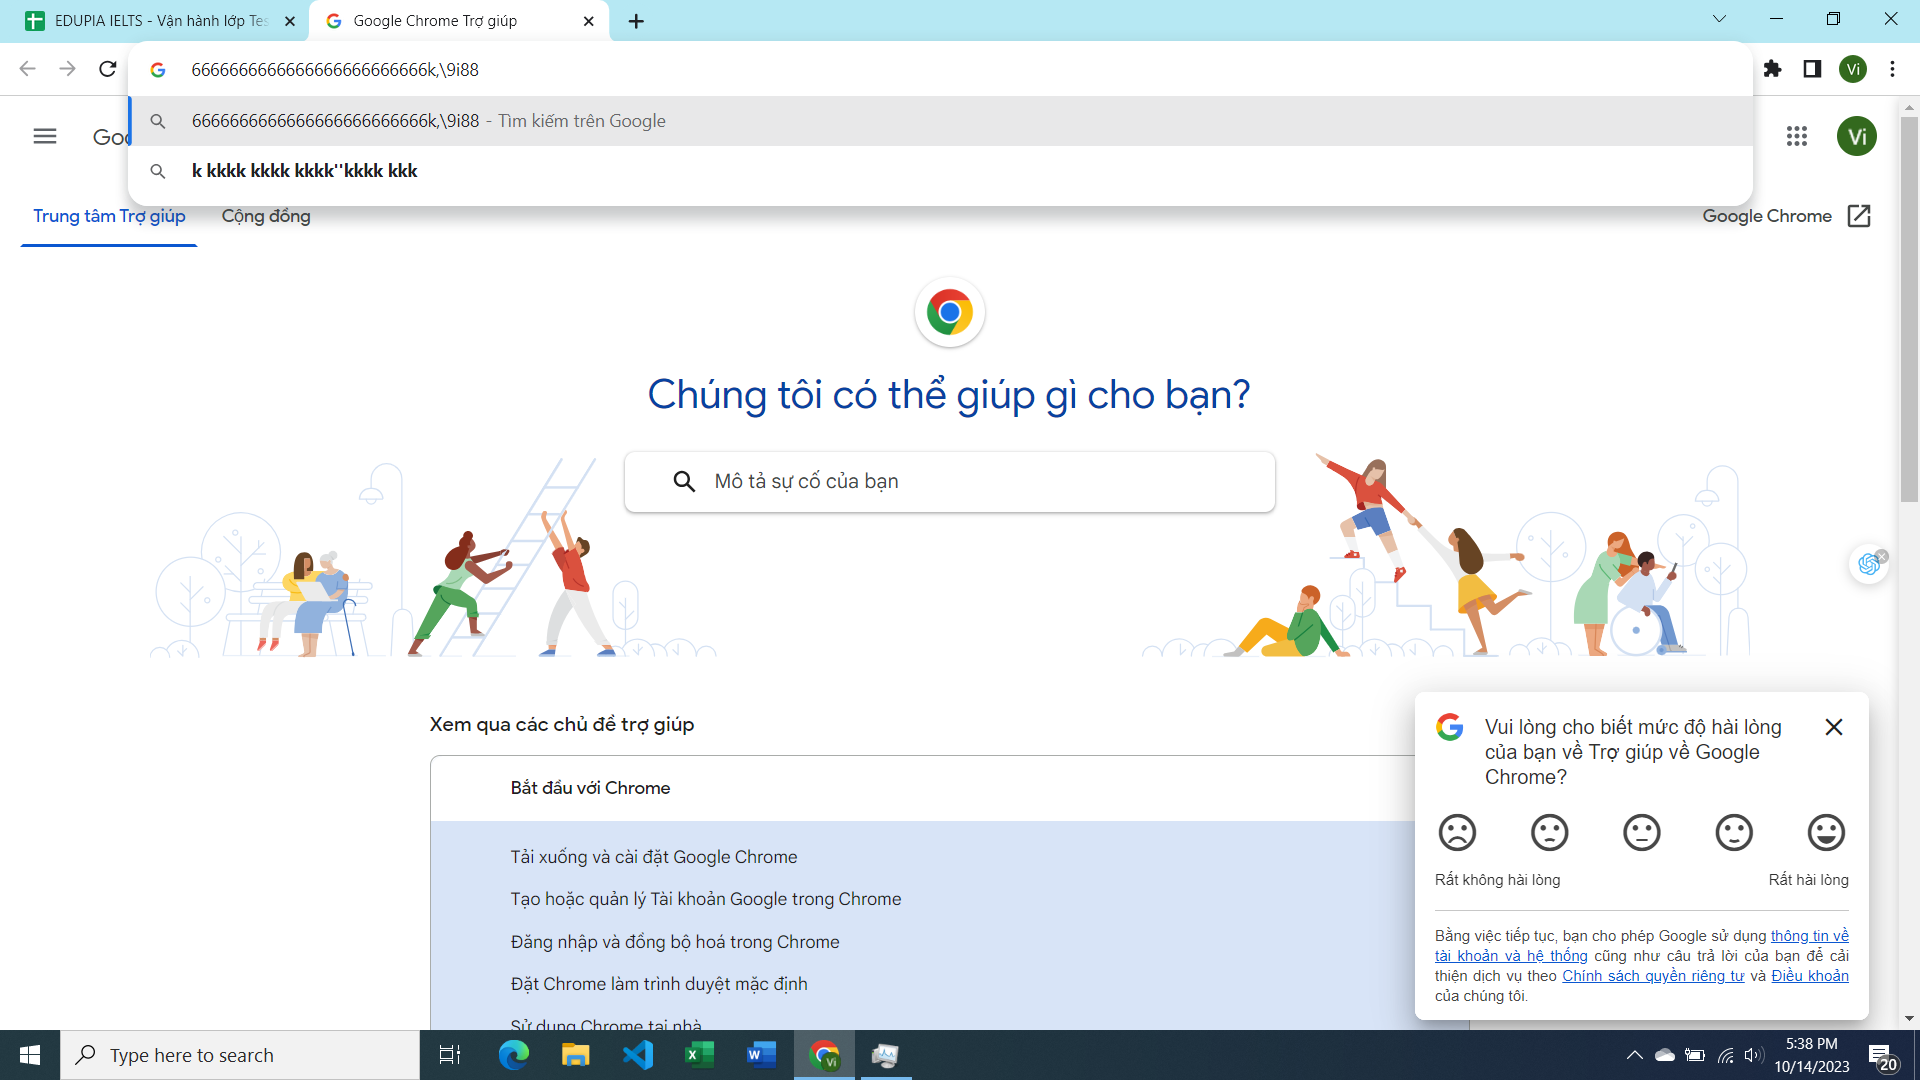 EDUPIA IELTS - Vận hành lớp Tes
Google Chrome Trợ giúp
6666666666666666666666666k,\9i88
Vi
6666666666666666666666666k,\9i88 - Tìm kiếm trên Google
k kkkk kkkk kkkk''kkkk kkk
Vi
Trung tâm Trợ giúp
Cộng đồng
Google Chrome
Chúng tôi có thể giúp gì cho bạn?
Mô tả sự cố của bạn
Xem qua các chủ đề trợ giúp
Bắt đầu với Chrome
Tải xuống và cài đặt Google Chrome
Tạo hoặc quản lý Tài khoản Google trong Chrome
Đăng nhập và đồng bộ hoá trong Chrome
Đặt Chrome làm trình duyệt mặc định
Sử dụng Chrome tại nhà
Vui lòng cho biết mức độ hài lòng
của bạn về Trợ giúp về Google
Chrome?
Rất không hài lòng
Rất hài lòng
Bằng việc tiếp tục, bạn cho phép Google sử dụng thông tin về
tài khoản và hệ thống cũng như câu trả lời của bạn để cải
thiện dịch vụ theo Chính sách quyền riêng tư và Điều khoản
của chúng tôi.
Type here to search
5:38 PM
10/14/2023
20